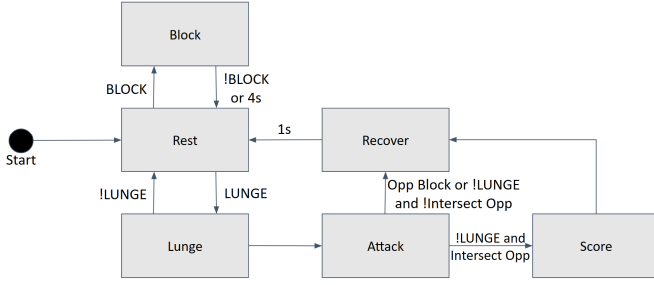 Block
BLOCK
!BLOCK
or 4s
Start
Rest
1s
Recover
!LUNGE
LUNGE
Opp Block or !LUNGE
and !Intersect Opp
Lunge
Attack
!LUNGE and
Intersect Opp
Score